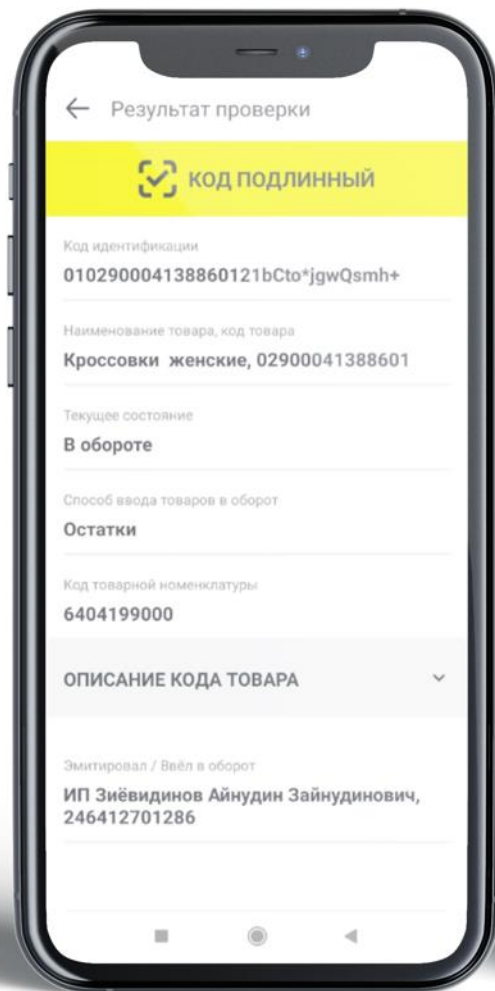 Результат проверки
КОД ПОДЛИННЫЙ
Код идентификации
010290004138860121bCto*jgwQsmh+
Наименование товара, код товара
Кроссовки женские, 02900041388601
Текущее состояние
В обороте
Способ ввода товаров в оборот
Остатки
Код товарной номенклатуры
6404199000
ОПИСАНИЕ КОДА ТОВАРА
Эмитировал / Ввёл в оборот
ИП Зиёвидинов Айнудин Зайнудинович,
246412701286